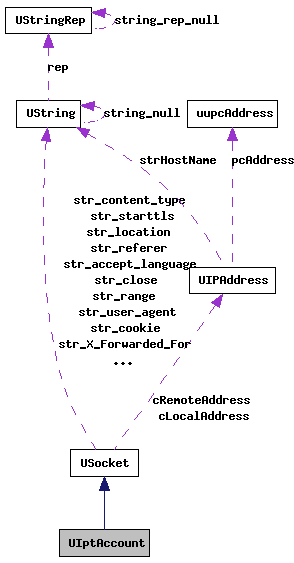 UStringRep
string_rep_null
rep
UString
string_null
uupcAddress
strHostName
pcAddress
str_content_type
str_starttls
str_location
str_referer
str_accept_language
str_close
str_range
str_user_agent
str_cookie
str_X_Forwarded_For
...
UIPAddress
cRemoteAddress
cLocalAddress
USocket
UIptAccount